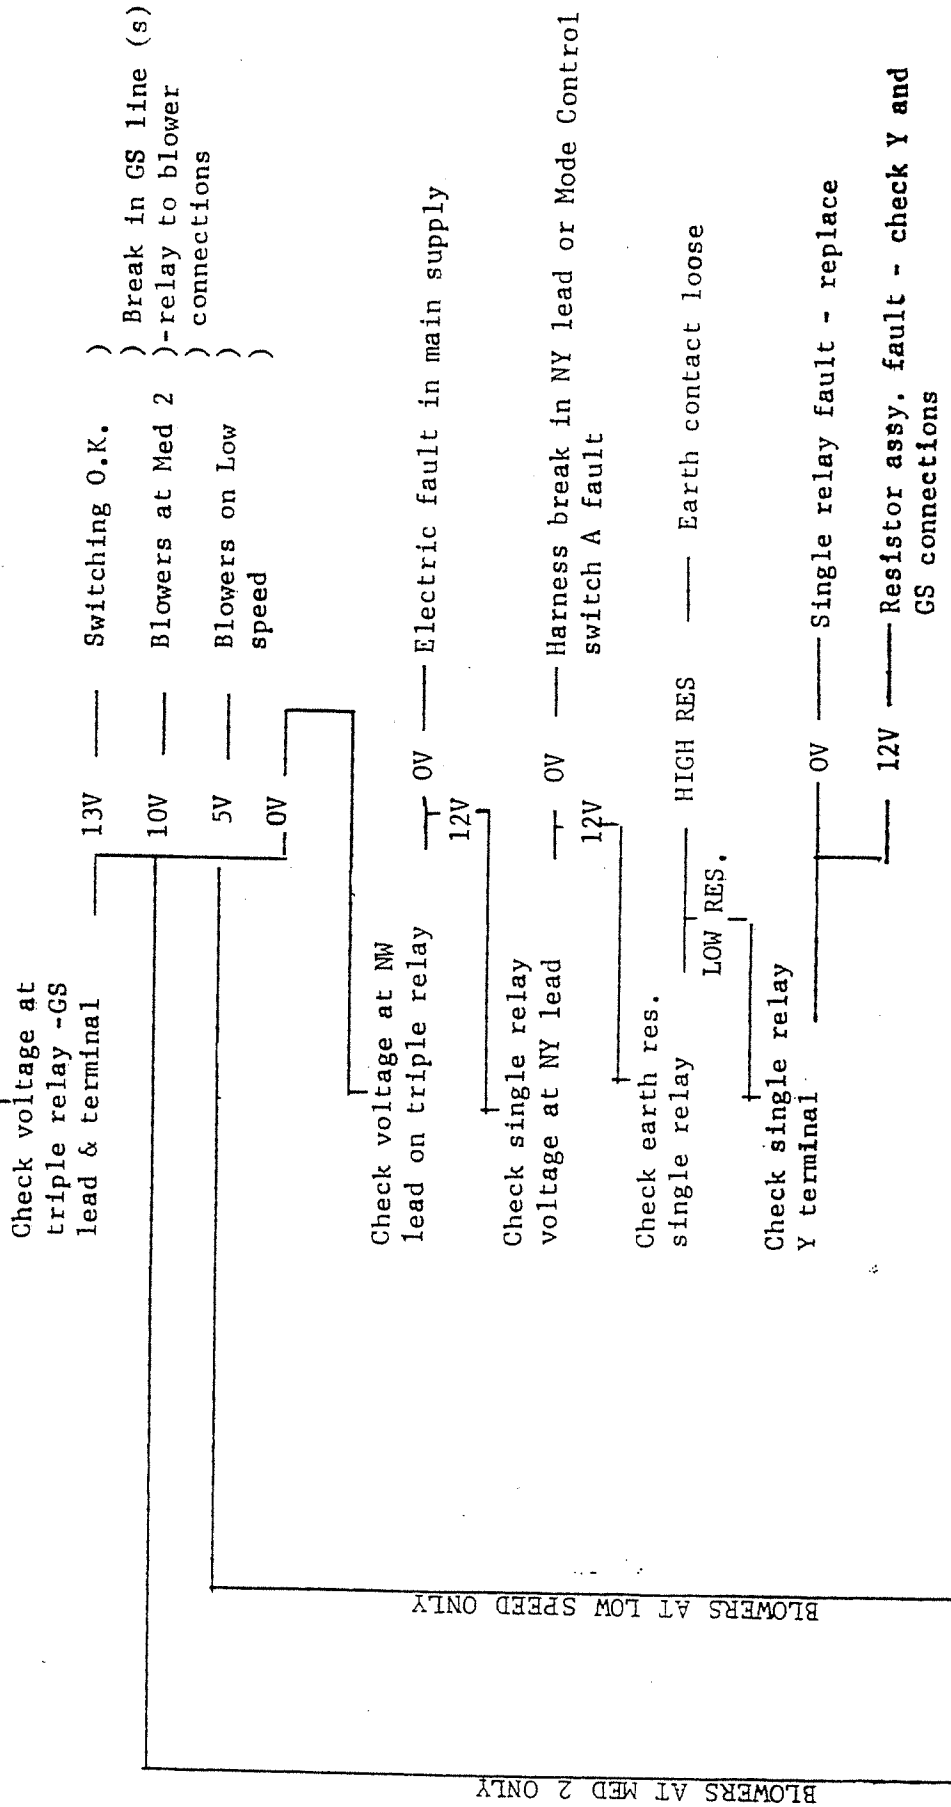 Check voltage at
triple relay -GS
lead & terminal
13V
Switching O.K. )
10V
Blowers at Med 2
5V
Blowers on Low
speed
0V
) Break in GS line (s)
)-relay to blower
) connections
)
)
Check voltage at NW
lead on triple relay
0V
Electric fault in main supply
12V
Check single relay
voltage at NY lead
0V
Harness break in NY lead or Mode Control
switch A fault
12V
Check earth res.
single relay
HIGH RES
Earth contact loose
LOW RES.
Check single relay
Y terminal
0V
Single relay fault - replace
12V
Resistor assy. fault - check Y and
GS connections
BLOWERS AT LOW SPEED ONLY
BLOWERS AT MED 2 ONLY